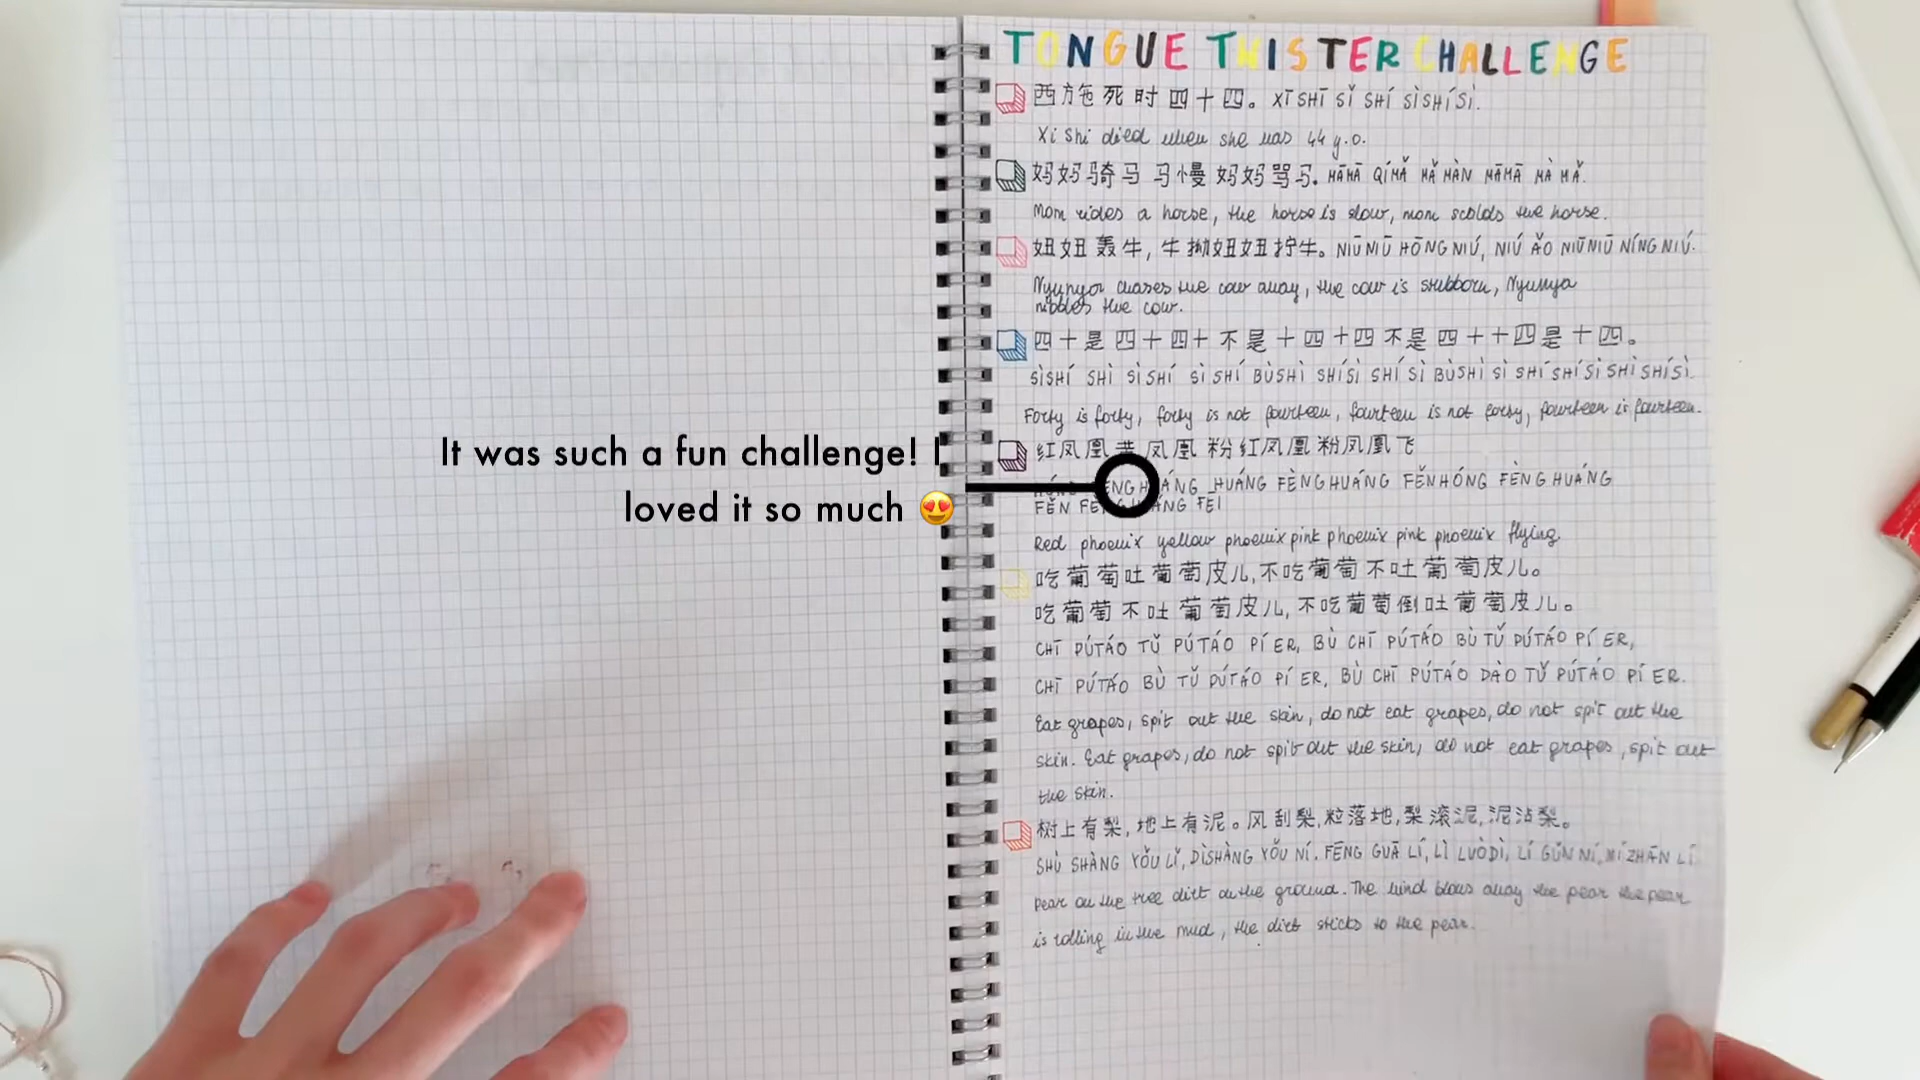 TONGUE TWISTER CHALLENGE
西方施死时四十四。XĪ SHĪ SǏ SHÍ SÌSHÍSÌ.
Xi Shi died when she was 44 y.o.
妈妈骑马 马慢 妈妈骂马. MĀMĀ QÍ MǍ MǍ MÀN MĀMĀ MÀ MǍ.
Mom rides a horse, the horse is slow, mom scolds the horse.
妞妞轰牛, 牛拗妞妞拧牛。NIŪNIŪ HŌNG NIÚ, NIÚ ǍO NIŪNIŪ NÍNG NIÚ.
chases the cow away, the cow is stubborn,
nibbles the cow.
四十是四十四十不是十四十四不是四十十四是十四。
SÌSHÍ SHÌ SÌSHÍ SÌ SHÍ BÙSHÌ SHÍSÌ SHÍ SÌ BÙSHÌ SÌ SHÍ SHÍSÌ SHÌ SHÍSÌ.
Forty is forty, forty is not fourteen, fourteen is not forty, fourteen is fourteen.
It was such a fun challenge! I
loved it so much 😍
红凤凰 凤凰 粉红凤凰 粉凤凰飞
HUÁNG FÈNGHUÁNG FĚNHÓNG FÈNGHUÁNG
FĚN FEI
Red phoenix yellow phoenix pink phoenix pink phoenix flying.
吃葡萄吐葡萄皮儿,不吃葡萄不吐葡萄皮儿。
吃葡萄不吐葡萄皮儿,不吃葡萄倒吐葡萄皮儿。
CHĪ PÚTÁO TǓ PÚTÁO PÍ ER, BÙ CHĪ PÚTÁO BÙ TǓ PÚTÁO PÍ ER,
CHĪ PÚTÁO BÙ TǓ PÚTÁO PÍ ER, BÙ CHĪ PÚTÁO DÀO TǓ PÚTÁO PÍ ER.
Eat grapes, spit out the skin, do not eat grapes, do not spit out the
skin. Eat grapes, do not spit out the skin, do not eat grapes, spit out
the skin.
树上有梨, 地上有泥。风刮梨,粒落地,梨滚泥,泥沾梨。
SHÙ SHÀNG YǑU LǏ, DÌSHÀNG YǑU NÍ. FĒNG GUĀ LÍ, LÌ LUÒDÌ, LÍ GǓN NÍ, NÍ ZHĀN LÍ
Pear on the tree dirt on the ground. The wind blows away the pear the pear
is rolling in the mud, the dirt sticks to the pear.